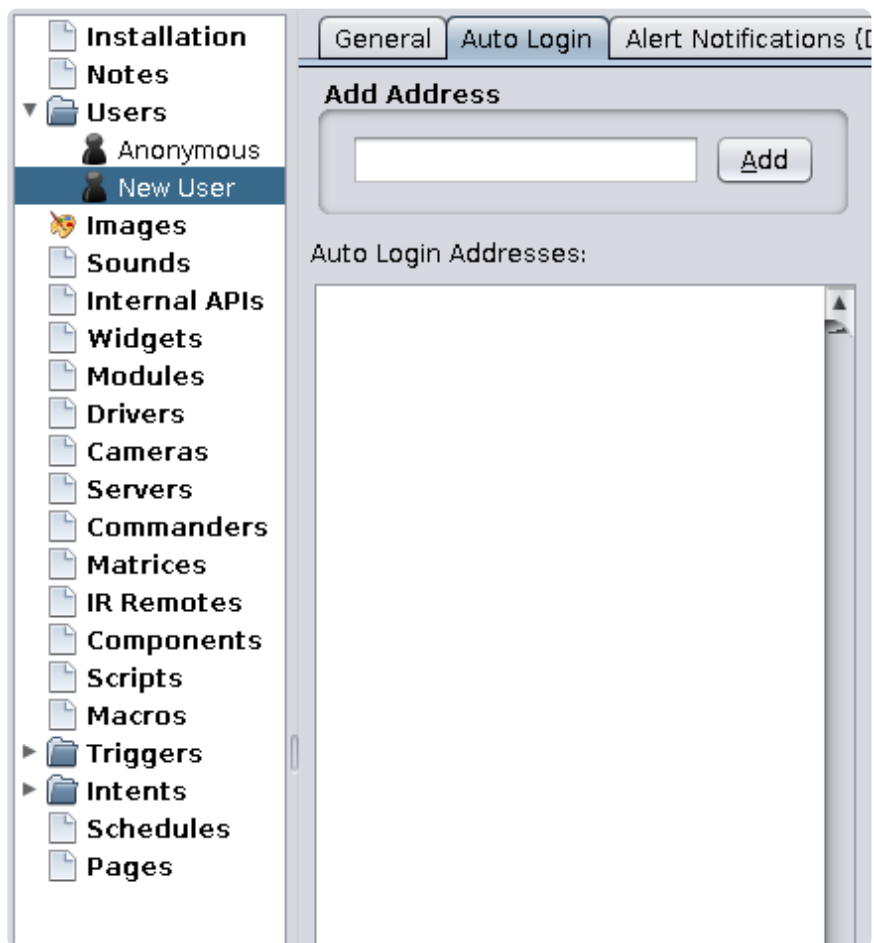 Installation
Notes
Users
Anonymous
New User
Images
Sounds
Internal APIs
Widgets
Modules
Drivers
Cameras
Servers
Commanders
Matrices
IR Remotes
Components
Scripts
Macros
Triggers
Intents
Schedules
Pages
General
Auto Login
Alert Notifications
Add Address
Add
Auto Login Addresses: